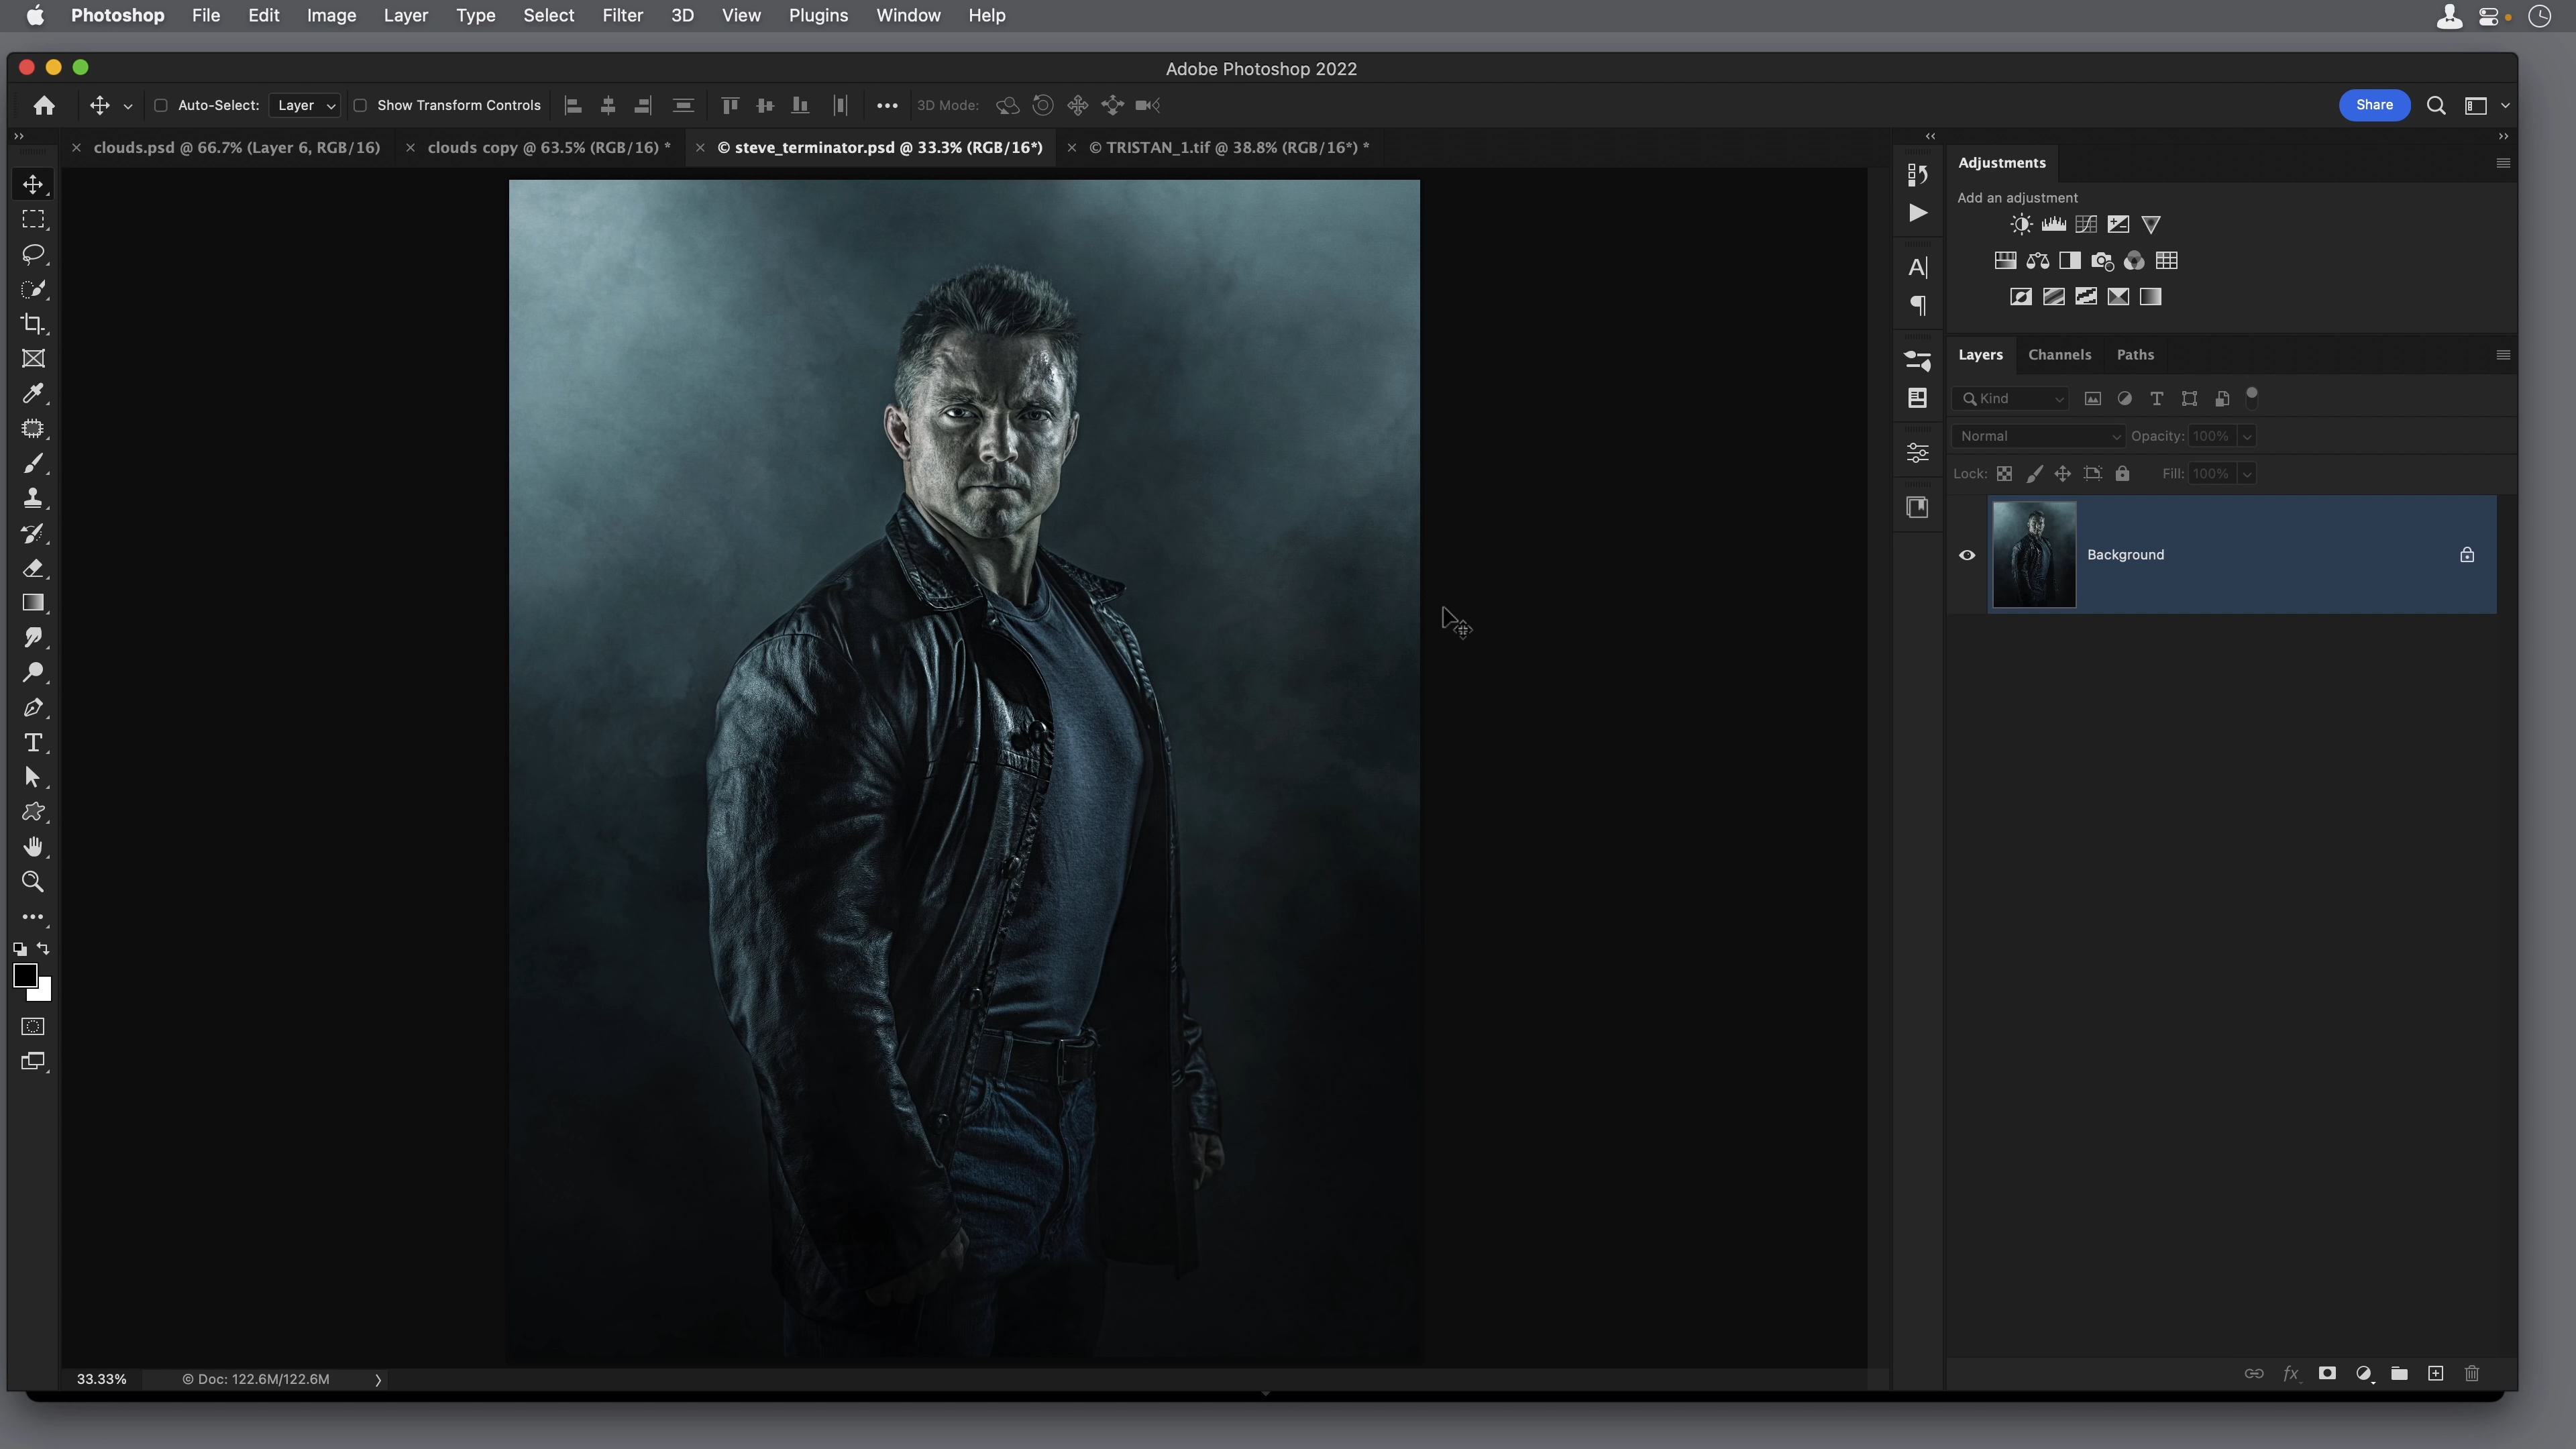 Photoshop File Edit Image Layer Type Select Filter 3D View Plugins Window Help
Adobe Photoshop 2022
Auto-Select: Layer Show Transform Controls 3D Mode: Share
clouds.psd @ 66.7% (Layer 6, RGB/16) clouds copy @ 63.5% (RGB/16) * © steve_terminator.psd @ 33.3% (RGB/16*) © TRISTAN_1.tif @ 38.8% (RGB/16*) *
Adjustments
Add an adjustment
Layers Channels Paths
Kind
Normal Opacity: 100%
Lock: Fill: 100%
Background
33.33% © Doc: 122.6M/122.6M
fx